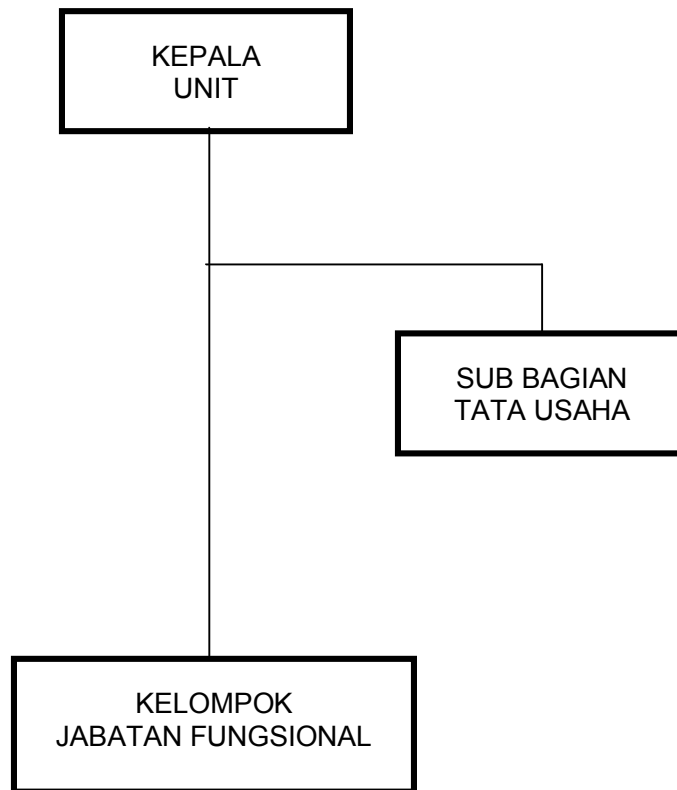 KEPALA
UNIT
SUB BAGIAN
TATA USAHA
KELOMPOK
JABATAN FUNGSIONAL